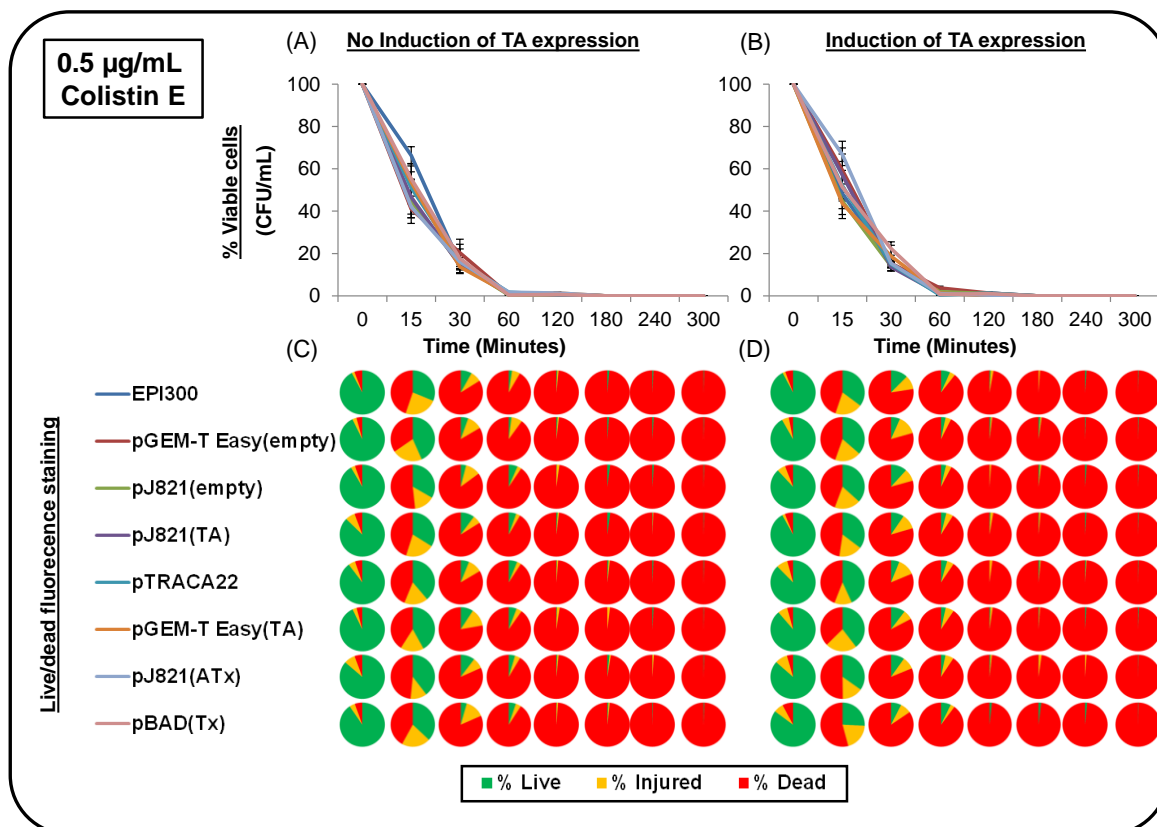 0.5 µg/mL
Colistin E
(A)
No Induction of TA expression
(B)
Induction of TA expression
% Viable cells
(CFU/mL)
100
80
60
40
20
0
0 15 30 60 120 180 240 300
100
80
60
40
20
0
0 15 30 60 120 180 240 300
(C)
Time (Minutes)
(D)
Time (Minutes)
Live/dead fluorecence staining
EPI300
pGEM-T Easy(empty)
pJ821(empty)
pJ821(TA)
pTRACA22
pGEM-T Easy(TA)
pJ821(ATx)
pBAD(Tx)
% Live % Injured % Dead